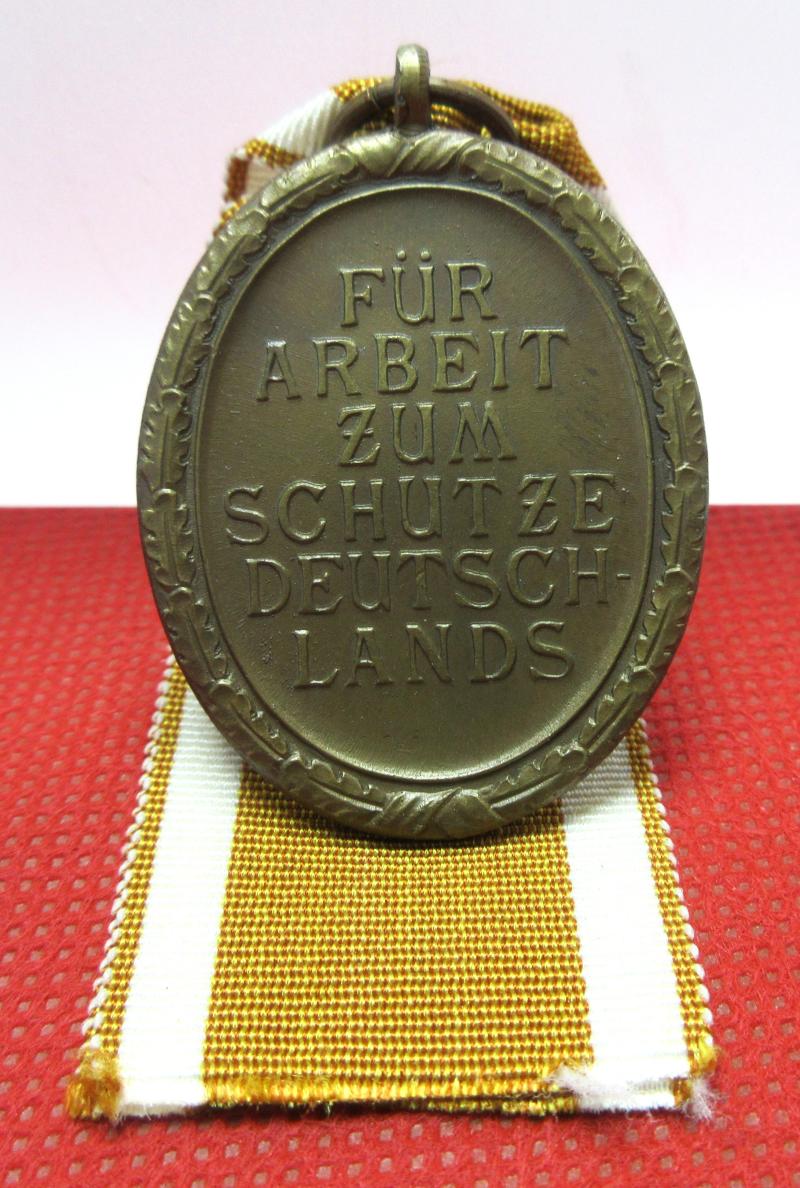 FÜR
ARBEIT
ZUM
SCHUTZE
DEUTSCH-
LANDS